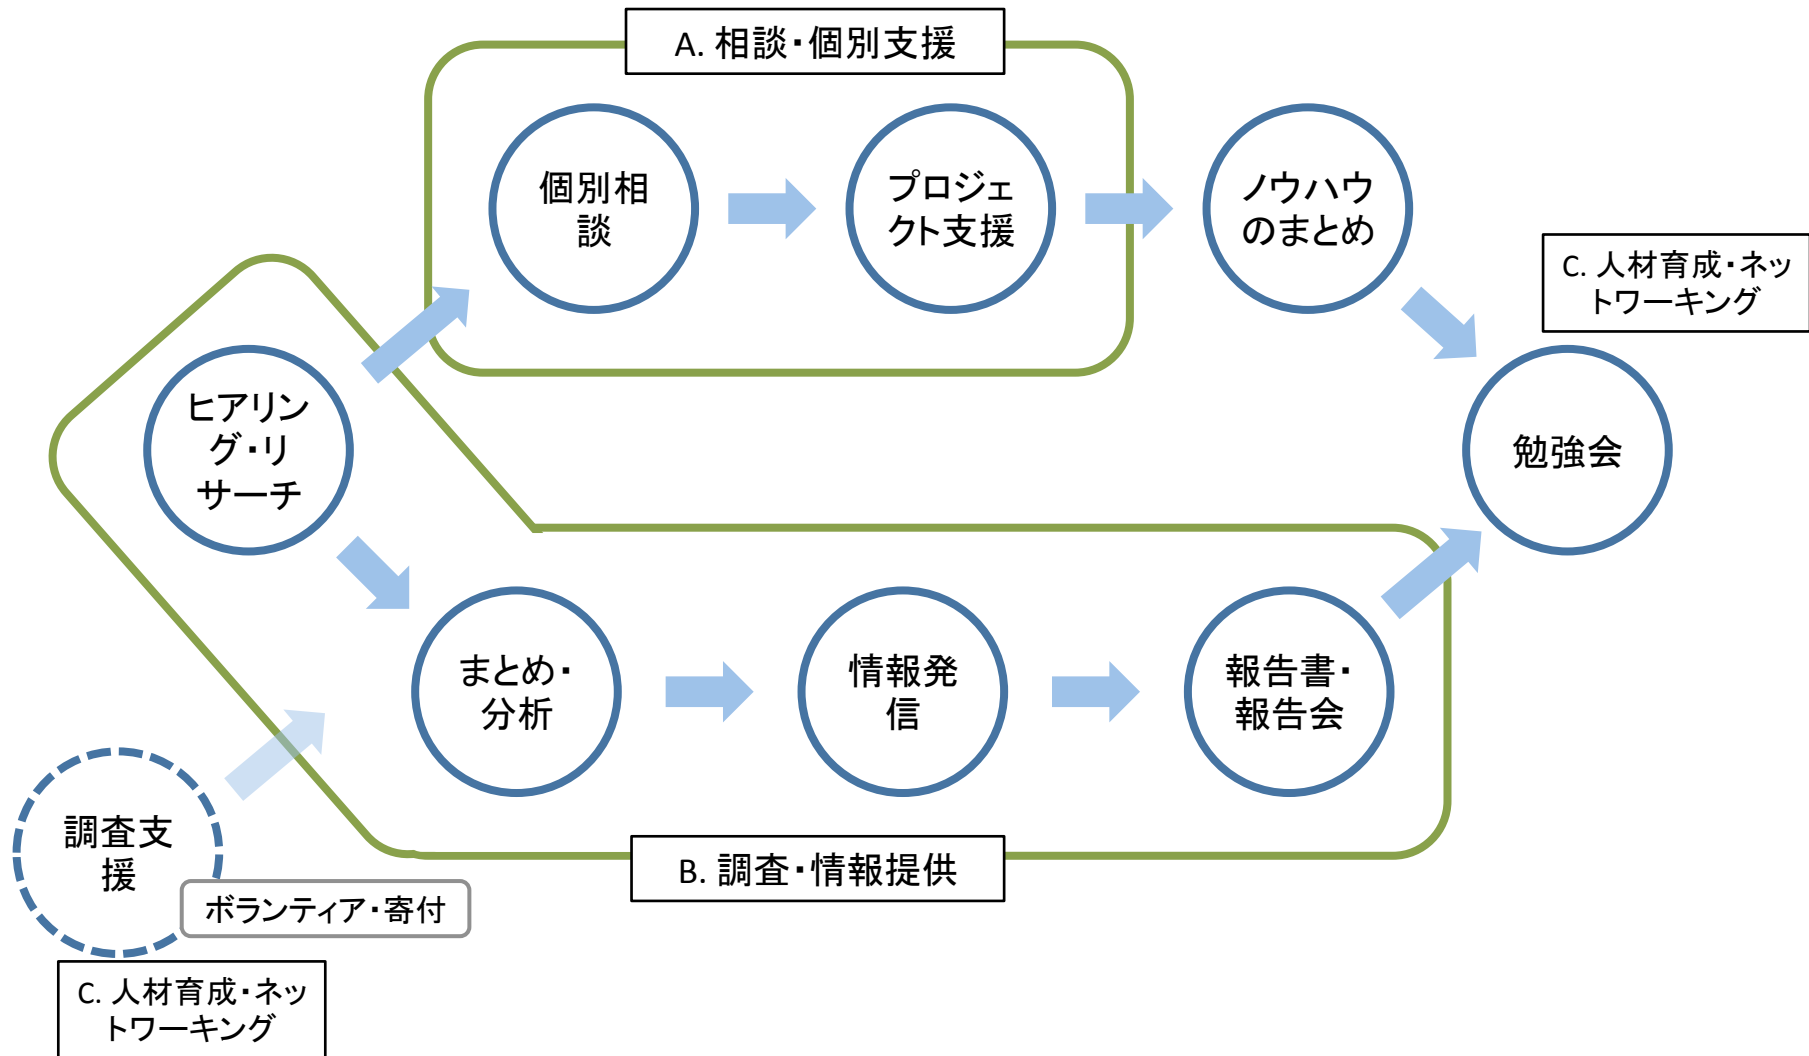 A. 相談・個別支援
個別相
談
プロジェ
クト支援
ノウハウ
のまとめ
C. 人材育成・ネッ
トワーキング
ヒアリン
グ・リ
サーチ
勉強会
まとめ・
分析
情報発
信
報告書・
報告会
調査支
援
ボランティア・寄付
B. 調査・情報提供
C. 人材育成・ネッ
トワーキング